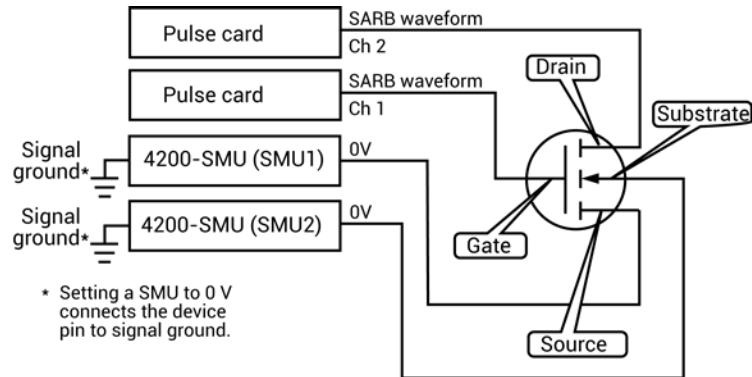 Pulse card
SARB waveform
Ch 2
Pulse card
SARB waveform
Ch 1
Drain
Substrate
Signal
ground*
4200-SMU (SMU1)
0V
Signal
ground*
4200-SMU (SMU2)
0V
Gate
Source
* Setting a SMU to 0 V
connects the device
pin to signal ground.